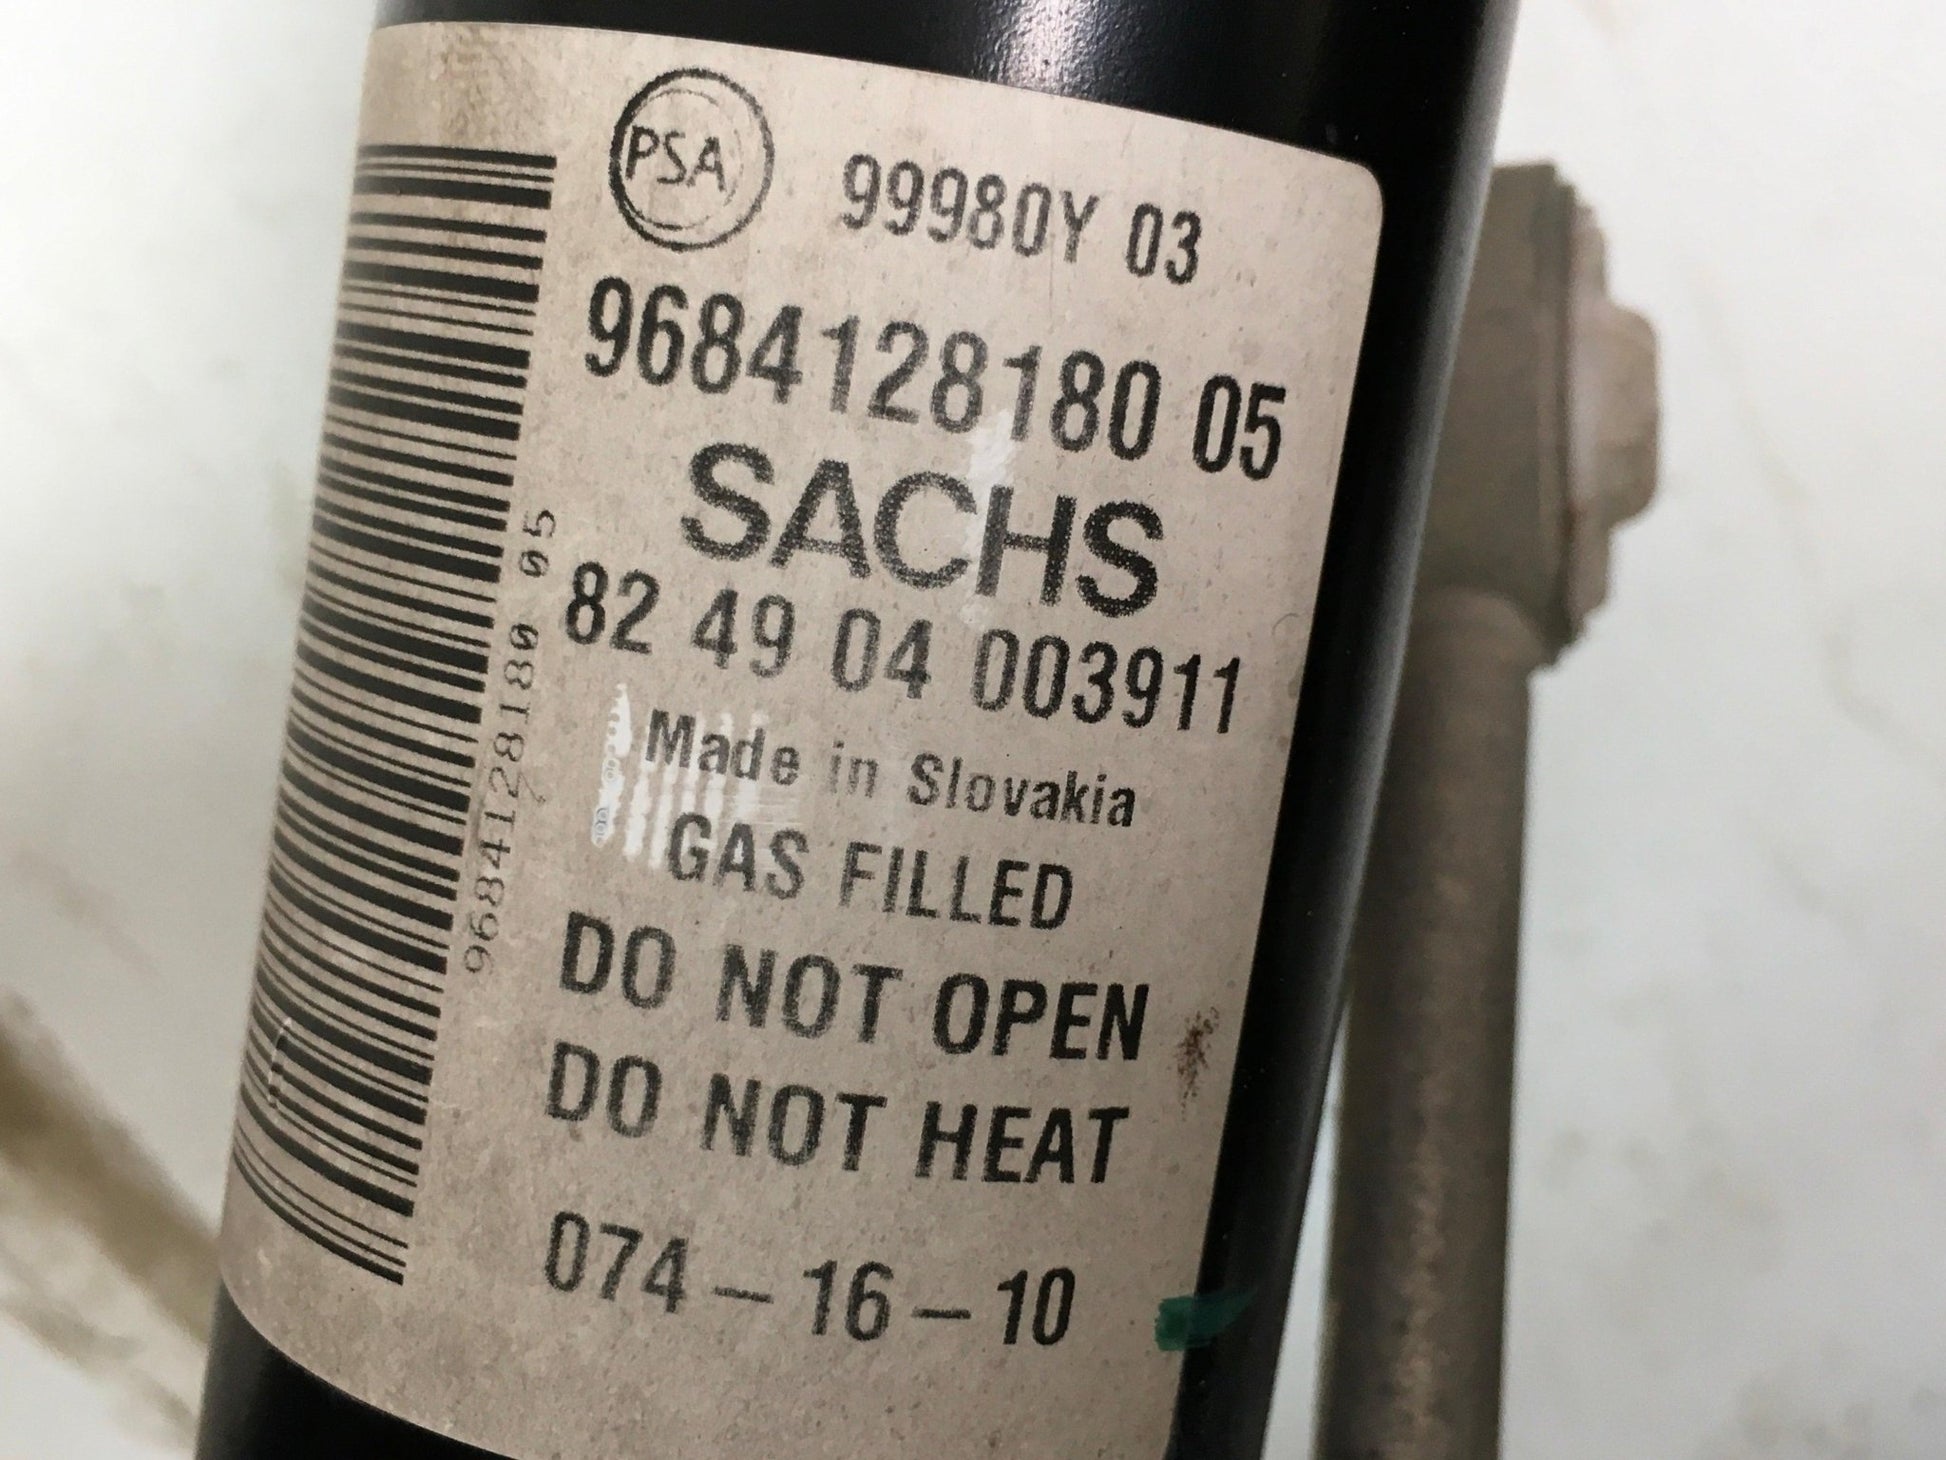 PSA 99980Y 03
9684128180 05
SACHS
82 49 04 003911
Made in Slovakia
GAS FILLED
DO NOT OPEN
DO NOT HEAT
074 – 16 – 10
9684128180 05